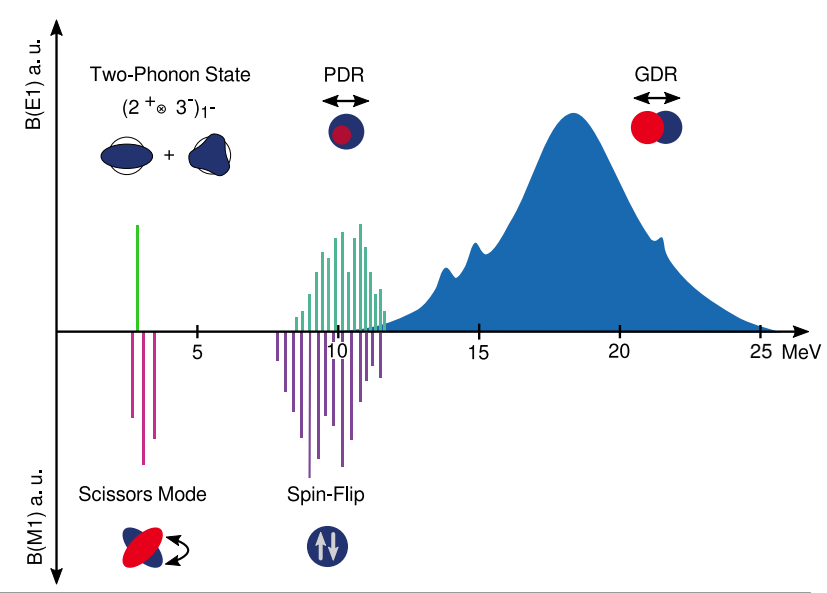 B(E1) a. u.
Two-Phonon State
(2⁺⊗ 3⁻)₁-
+
PDR
GDR
5
10
15
20
25 MeV
B(M1) a. u.
Scissors Mode
Spin-Flip